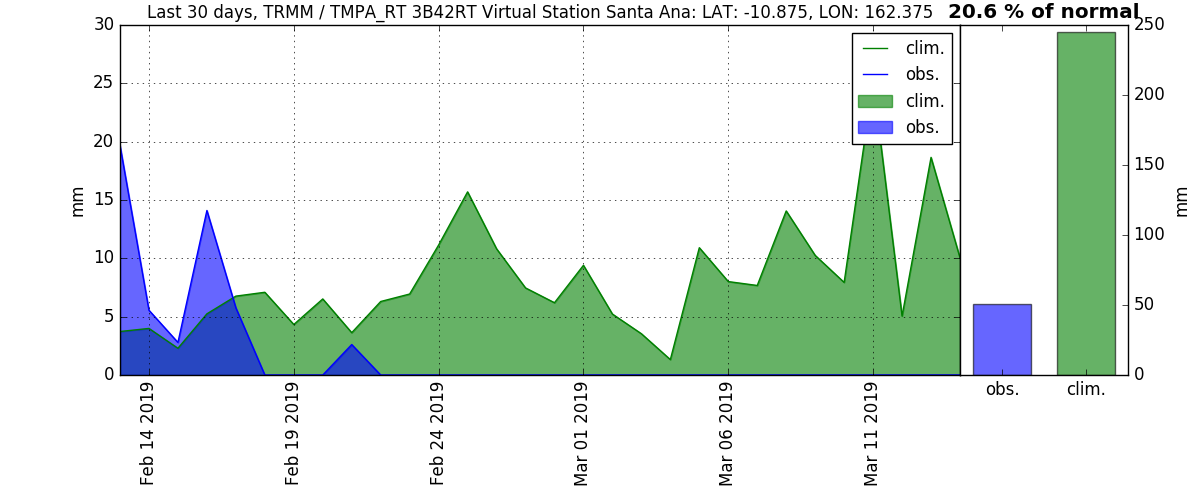 Last 30 days, TRMM / TMPA_RT 3B42RT Virtual Station Santa Ana: LAT: -10.875, LON: 162.375
20.6 % of normal
30
25
20
15
10
5
0
mm
clim.
obs.
clim.
obs.
Feb 14 2019
Feb 19 2019
Feb 24 2019
Mar 01 2019
Mar 06 2019
Mar 11 2019
250
200
150
100
50
0
mm
obs.
clim.